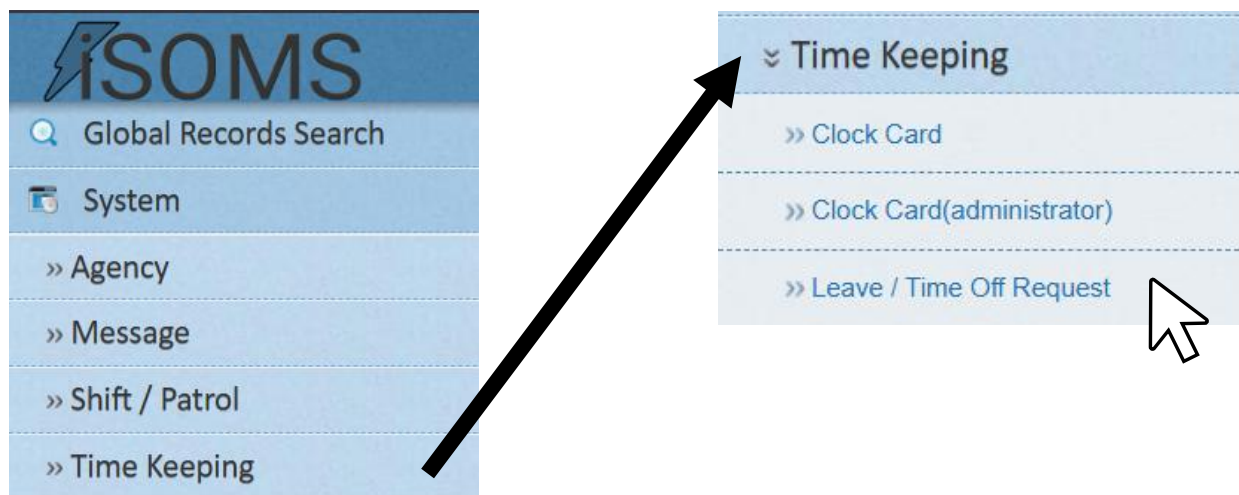 iSOMS
Global Records Search
System
» Agency
» Message
» Shift / Patrol
» Time Keeping
Time Keeping
» Clock Card
» Clock Card(administrator)
» Leave / Time Off Request